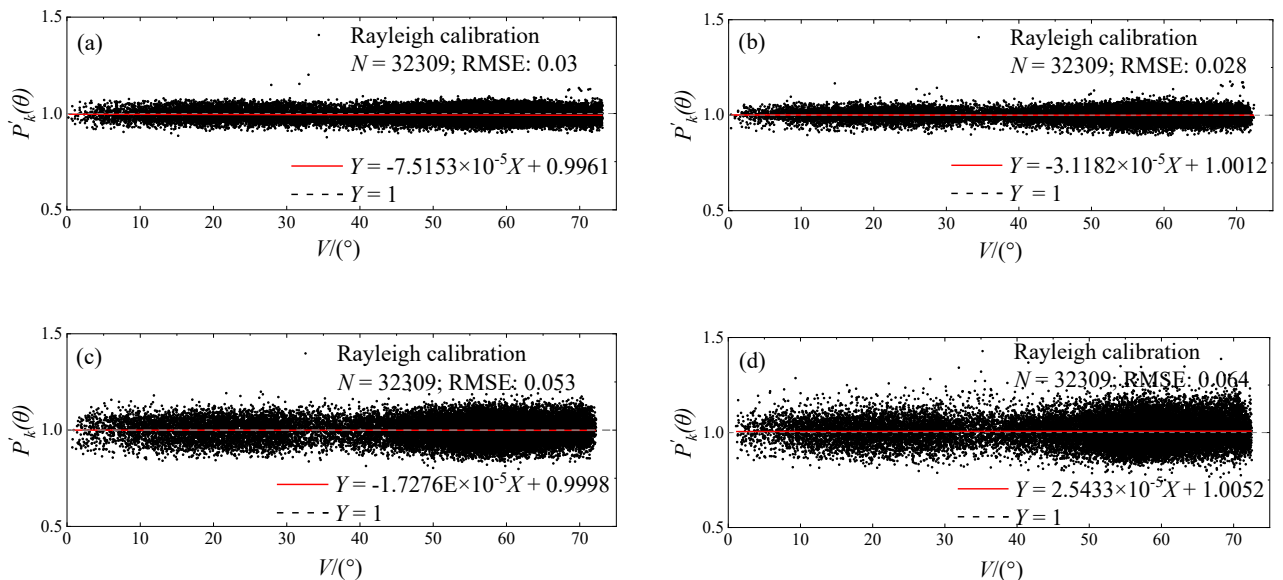 (a)
Rayleigh calibration
N = 32309; RMSE: 0.03
Y = -7.5153×10⁻⁵X + 0.9961
Y = 1
P'k(θ)
1.5
1.0
0.5
0 10 20 30 40 50 60 70
V/(°)
(b)
Rayleigh calibration
N = 32309; RMSE: 0.028
Y = -3.1182×10⁻⁵X + 1.0012
Y = 1
P'k(θ)
1.5
1.0
0.5
0 10 20 30 40 50 60 70
V/(°)
(c)
Rayleigh calibration
N = 32309; RMSE: 0.053
Y = -1.7276E×10⁻⁵X + 0.9998
Y = 1
P'k(θ)
1.5
1.0
0.5
0 10 20 30 40 50 60 70
V/(°)
(d)
Rayleigh calibration
N = 32309; RMSE: 0.064
Y = 2.5433×10⁻⁵X + 1.0052
Y = 1
P'k(θ)
1.5
1.0
0.5
0 10 20 30 40 50 60 70
V/(°)